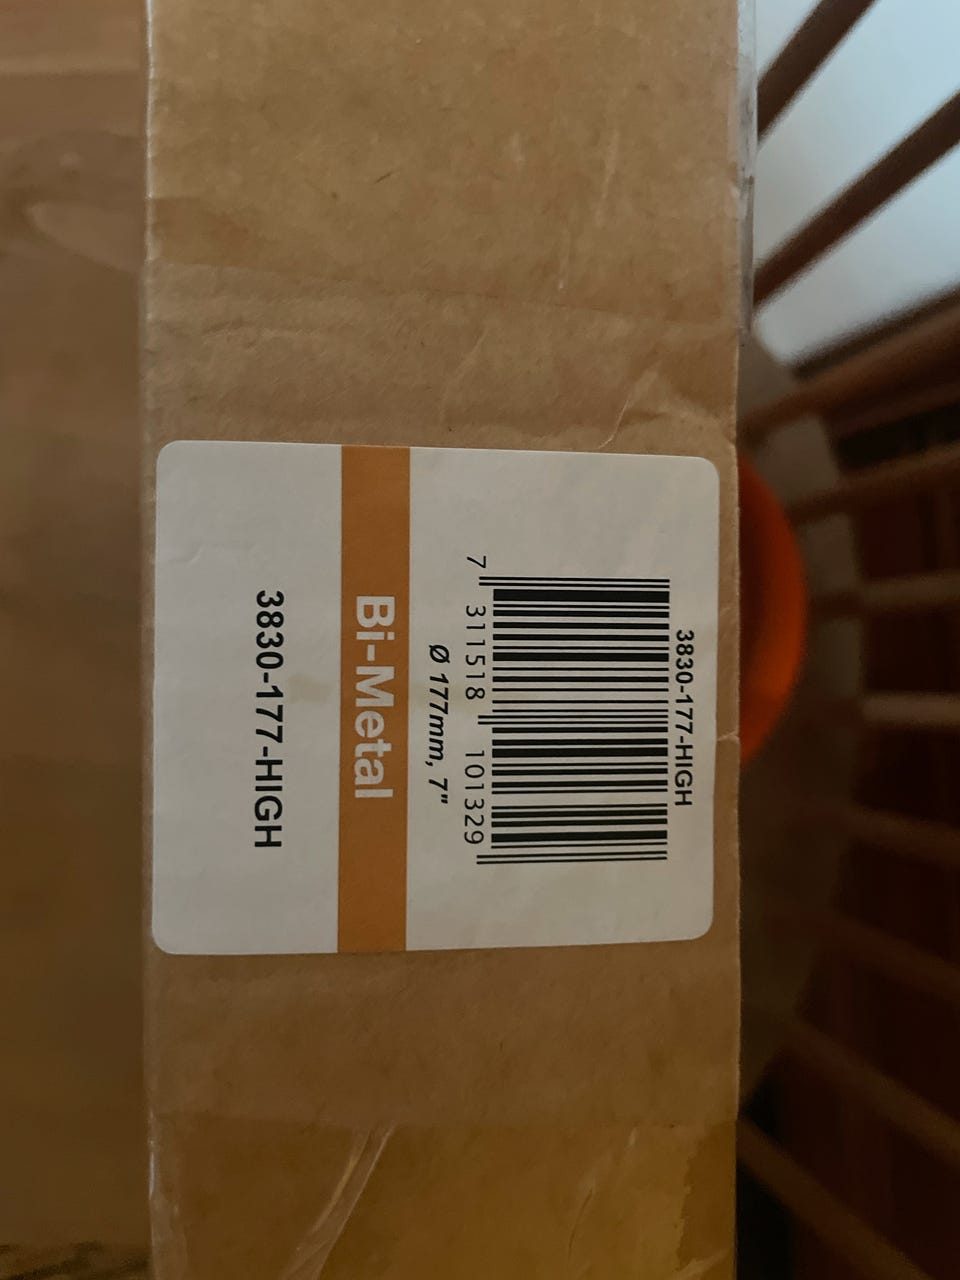 3830-177-HIGH
7 311518 101329
Ø 177mm, 7"
Bi-Metal
3830-177-HIGH